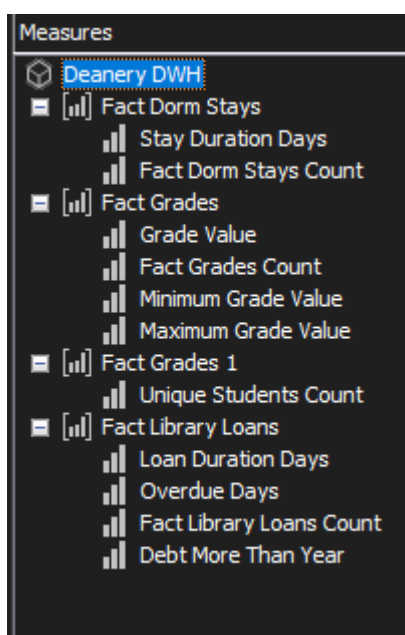 Measures
Deanery DWH
Fact Dorm Stays
Stay Duration Days
Fact Dorm Stays Count
Fact Grades
Grade Value
Fact Grades Count
Minimum Grade Value
Maximum Grade Value
Fact Grades 1
Unique Students Count
Fact Library Loans
Loan Duration Days
Overdue Days
Fact Library Loans Count
Debt More Than Year